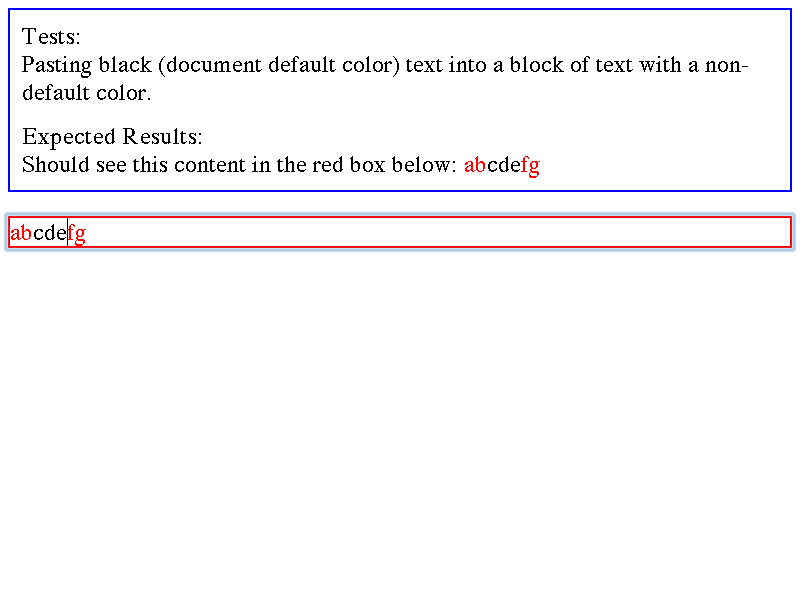 Tests:
Pasting black (document default color) text into a block of text with a non-
default color.
Expected Results:
Should see this content in the red box below: abcdefg
abcdefg